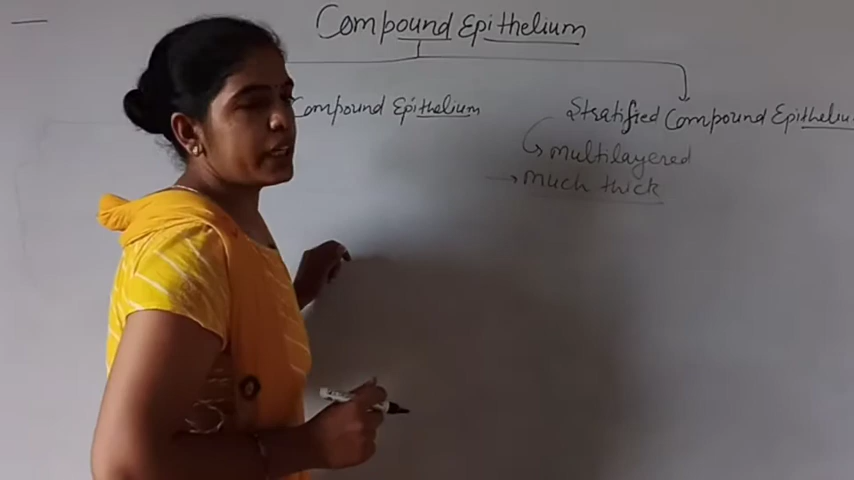 Compound Epithelium
Compound Epithelium
Stratified Compound Epithelium
multilayered
much thick